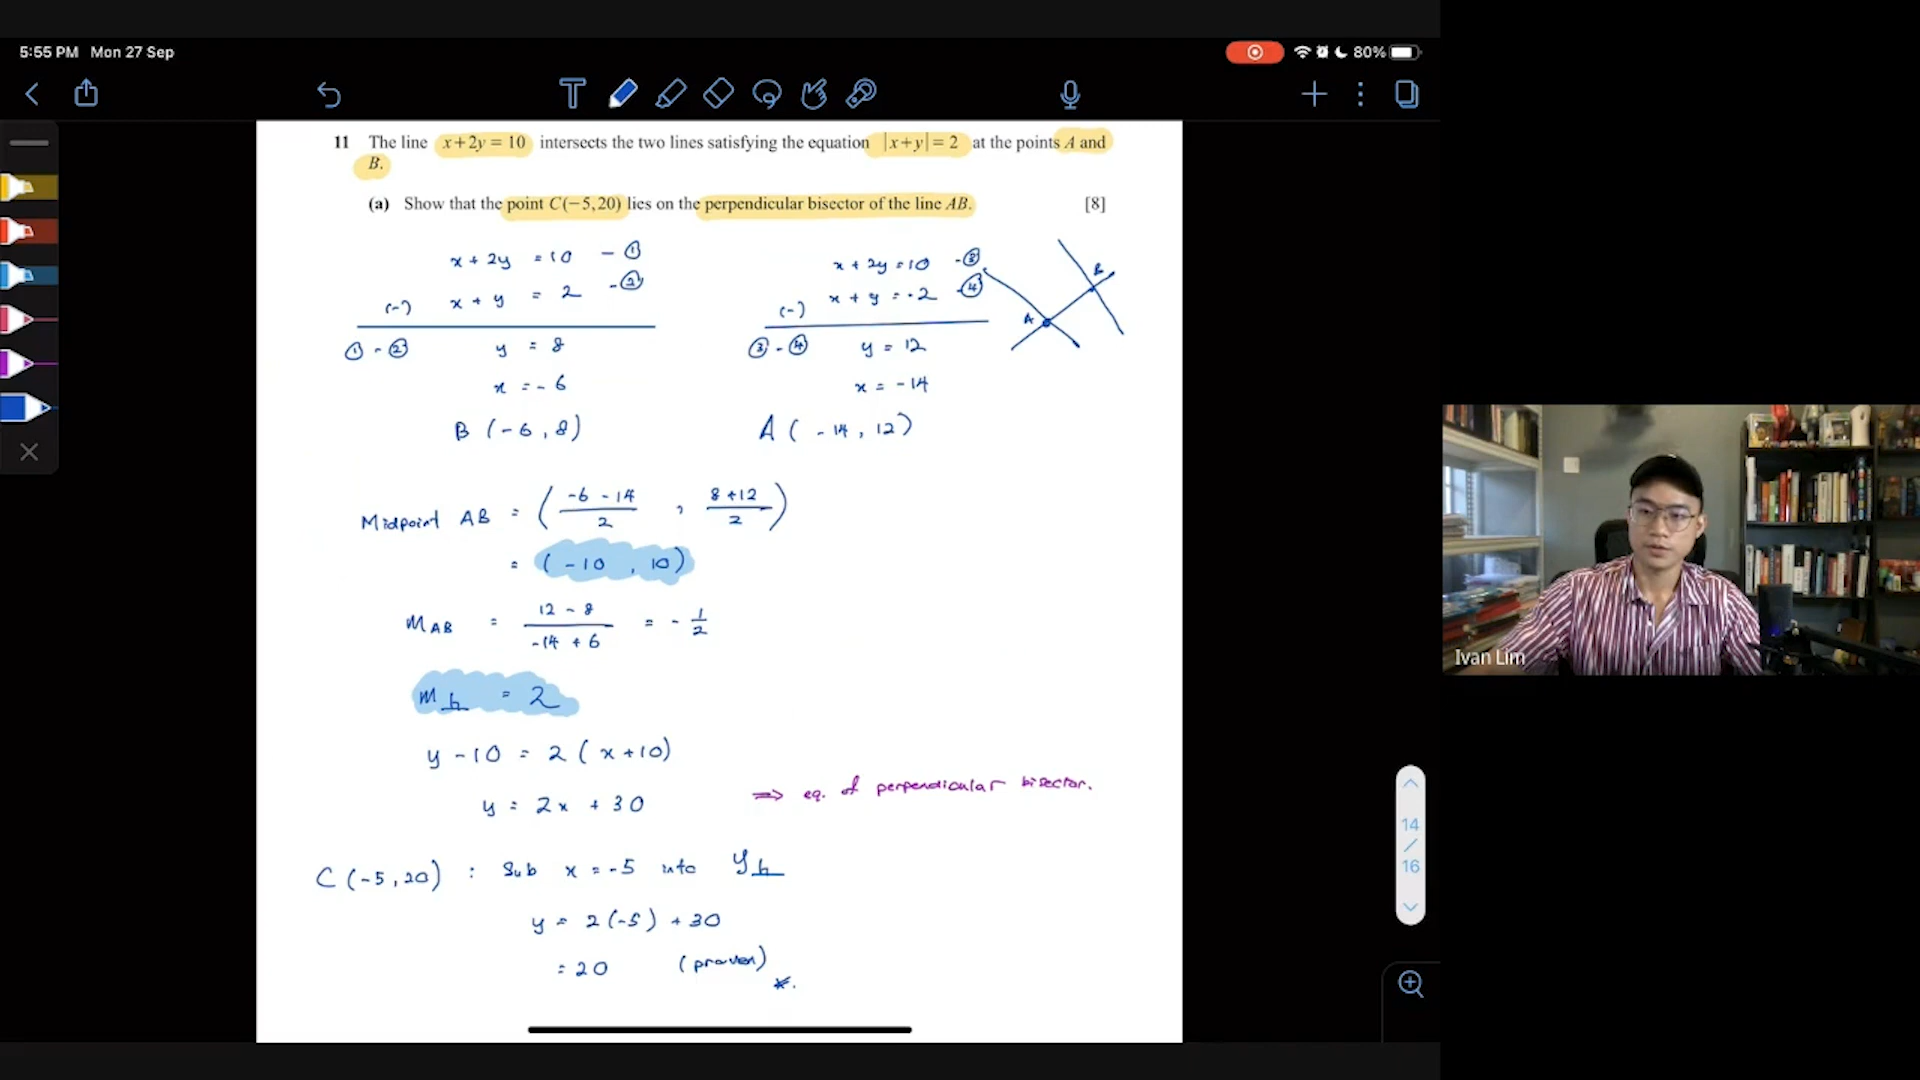 5:55 PM Mon 27 Sep
80%
11 The line x+2y = 10 intersects the two lines satisfying the equation |x+y| = 2 at the points A and
B.
(a) Show that the point C(−5,20) lies on the perpendicular bisector of the line AB. [8]
x + 2y = 10 - ①
(-) x + y = 2 - ②
① - ② y = 8
x = - 6
B (-6, 8)
x + 2y = 10 - ③
(-) x + y = -2 - ④
③ - ④ y = 12
x = -14
A (-14, 12)
A
B
Midpoint AB = ( -6 - 14 / 2 , 8 + 12 / 2 )
= (-10, 10)
M AB = 12 - 8 / -14 + 6 = - 1/2
M b = 2
y - 10 = 2 (x + 10)
y = 2x + 30 ⇒ eq. of perpendicular bisector.
C (-5, 20) : Sub x = -5 into y b
y = 2(-5) + 30
= 20 (proven)
14
/
16
Ivan Lim